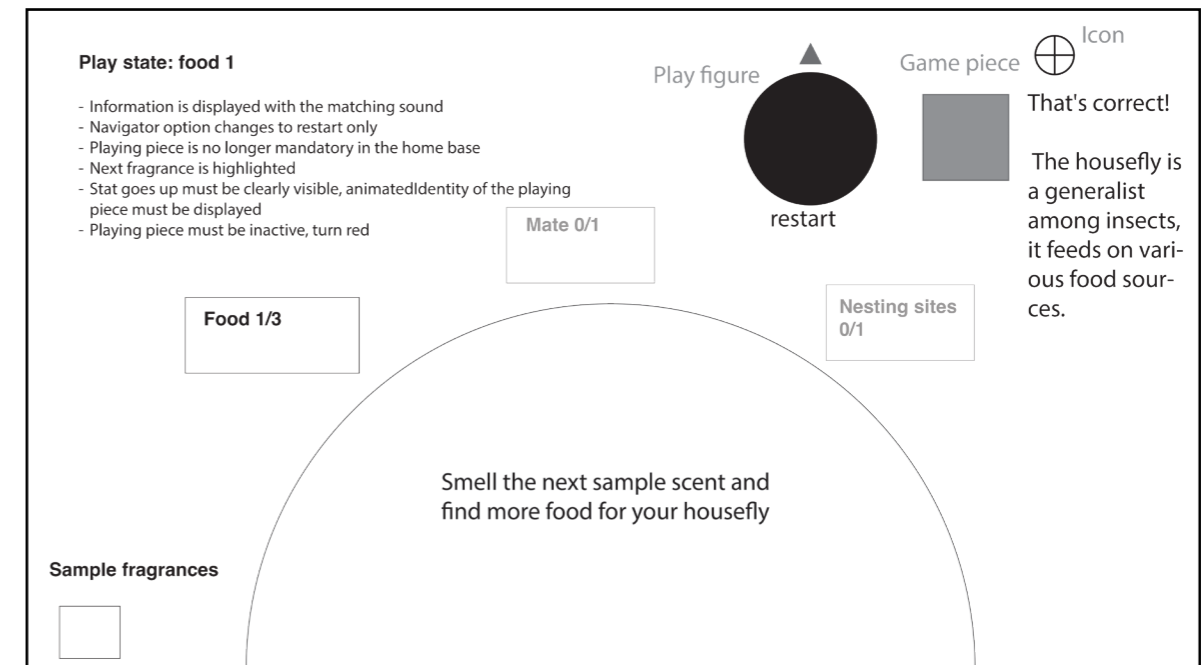 Play state: food 1
- Information is displayed with the matching sound
- Navigator option changes to restart only
- Playing piece is no longer mandatory in the home base
- Next fragrance is highlighted
- Stat goes up must be clearly visible, animatedIdentity of the playing
piece must be displayed
- Playing piece must be inactive, turn red
Play figure
restart
Game piece
Icon
That's correct!
The housefly is
a generalist
among insects,
it feeds on vari-
ous food sour-
ces.
Mate 0/1
Food 1/3
Nesting sites
0/1
Smell the next sample scent and
find more food for your housefly
Sample fragrances